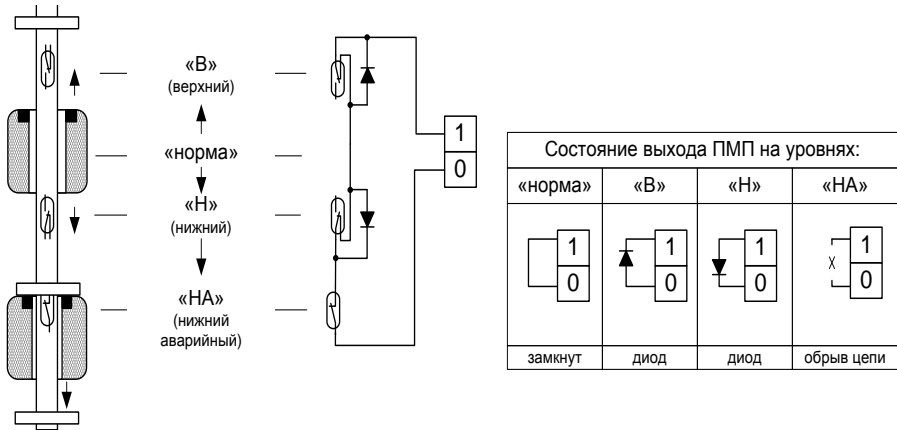 «В»
(верхний)
«норма»
«Н»
(нижний)
«НА»
(нижний
аварийный)
1
0
Состояние выхода ПМП на уровнях:
«норма» «В» «Н» «НА»
1 1 1 1
0 0 0 0
замкнут диод диод обрыв цепи